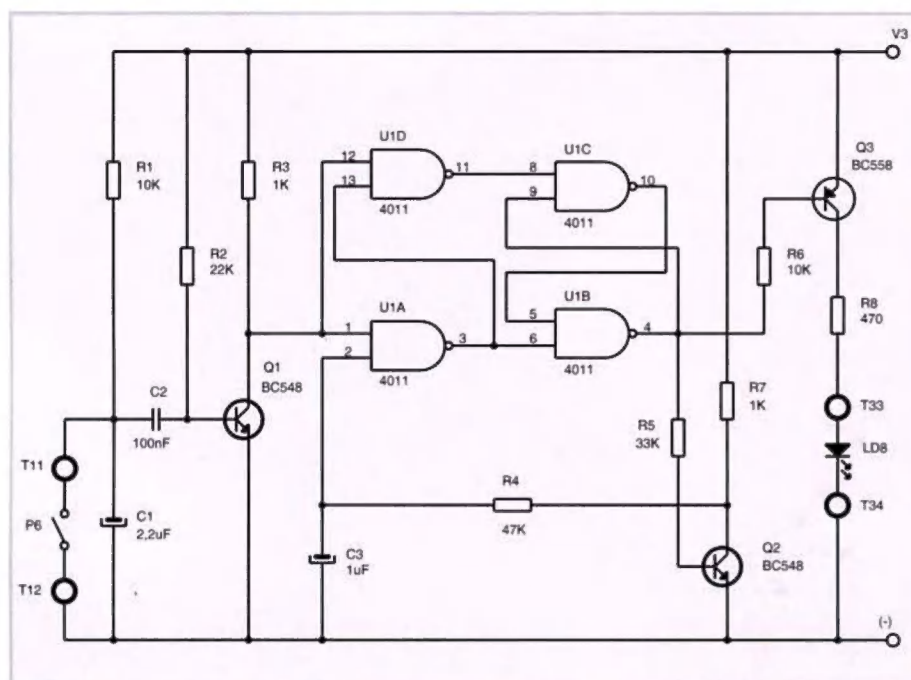 V3
R1
10K
R3
1K
R2
22K
U1D
12
13
11
4011
U1C
8
9
10
4011
Q3
BC558
R6
10K
R8
470
U1A
1
2
3
4011
U1B
5
6
4
4011
Q1
BC548
C2
100nF
R7
1K
R5
33K
T33
LD8
T34
T11
P6
T12
C1
2,2uF
R4
47K
C3
1uF
Q2
BC548
(-)